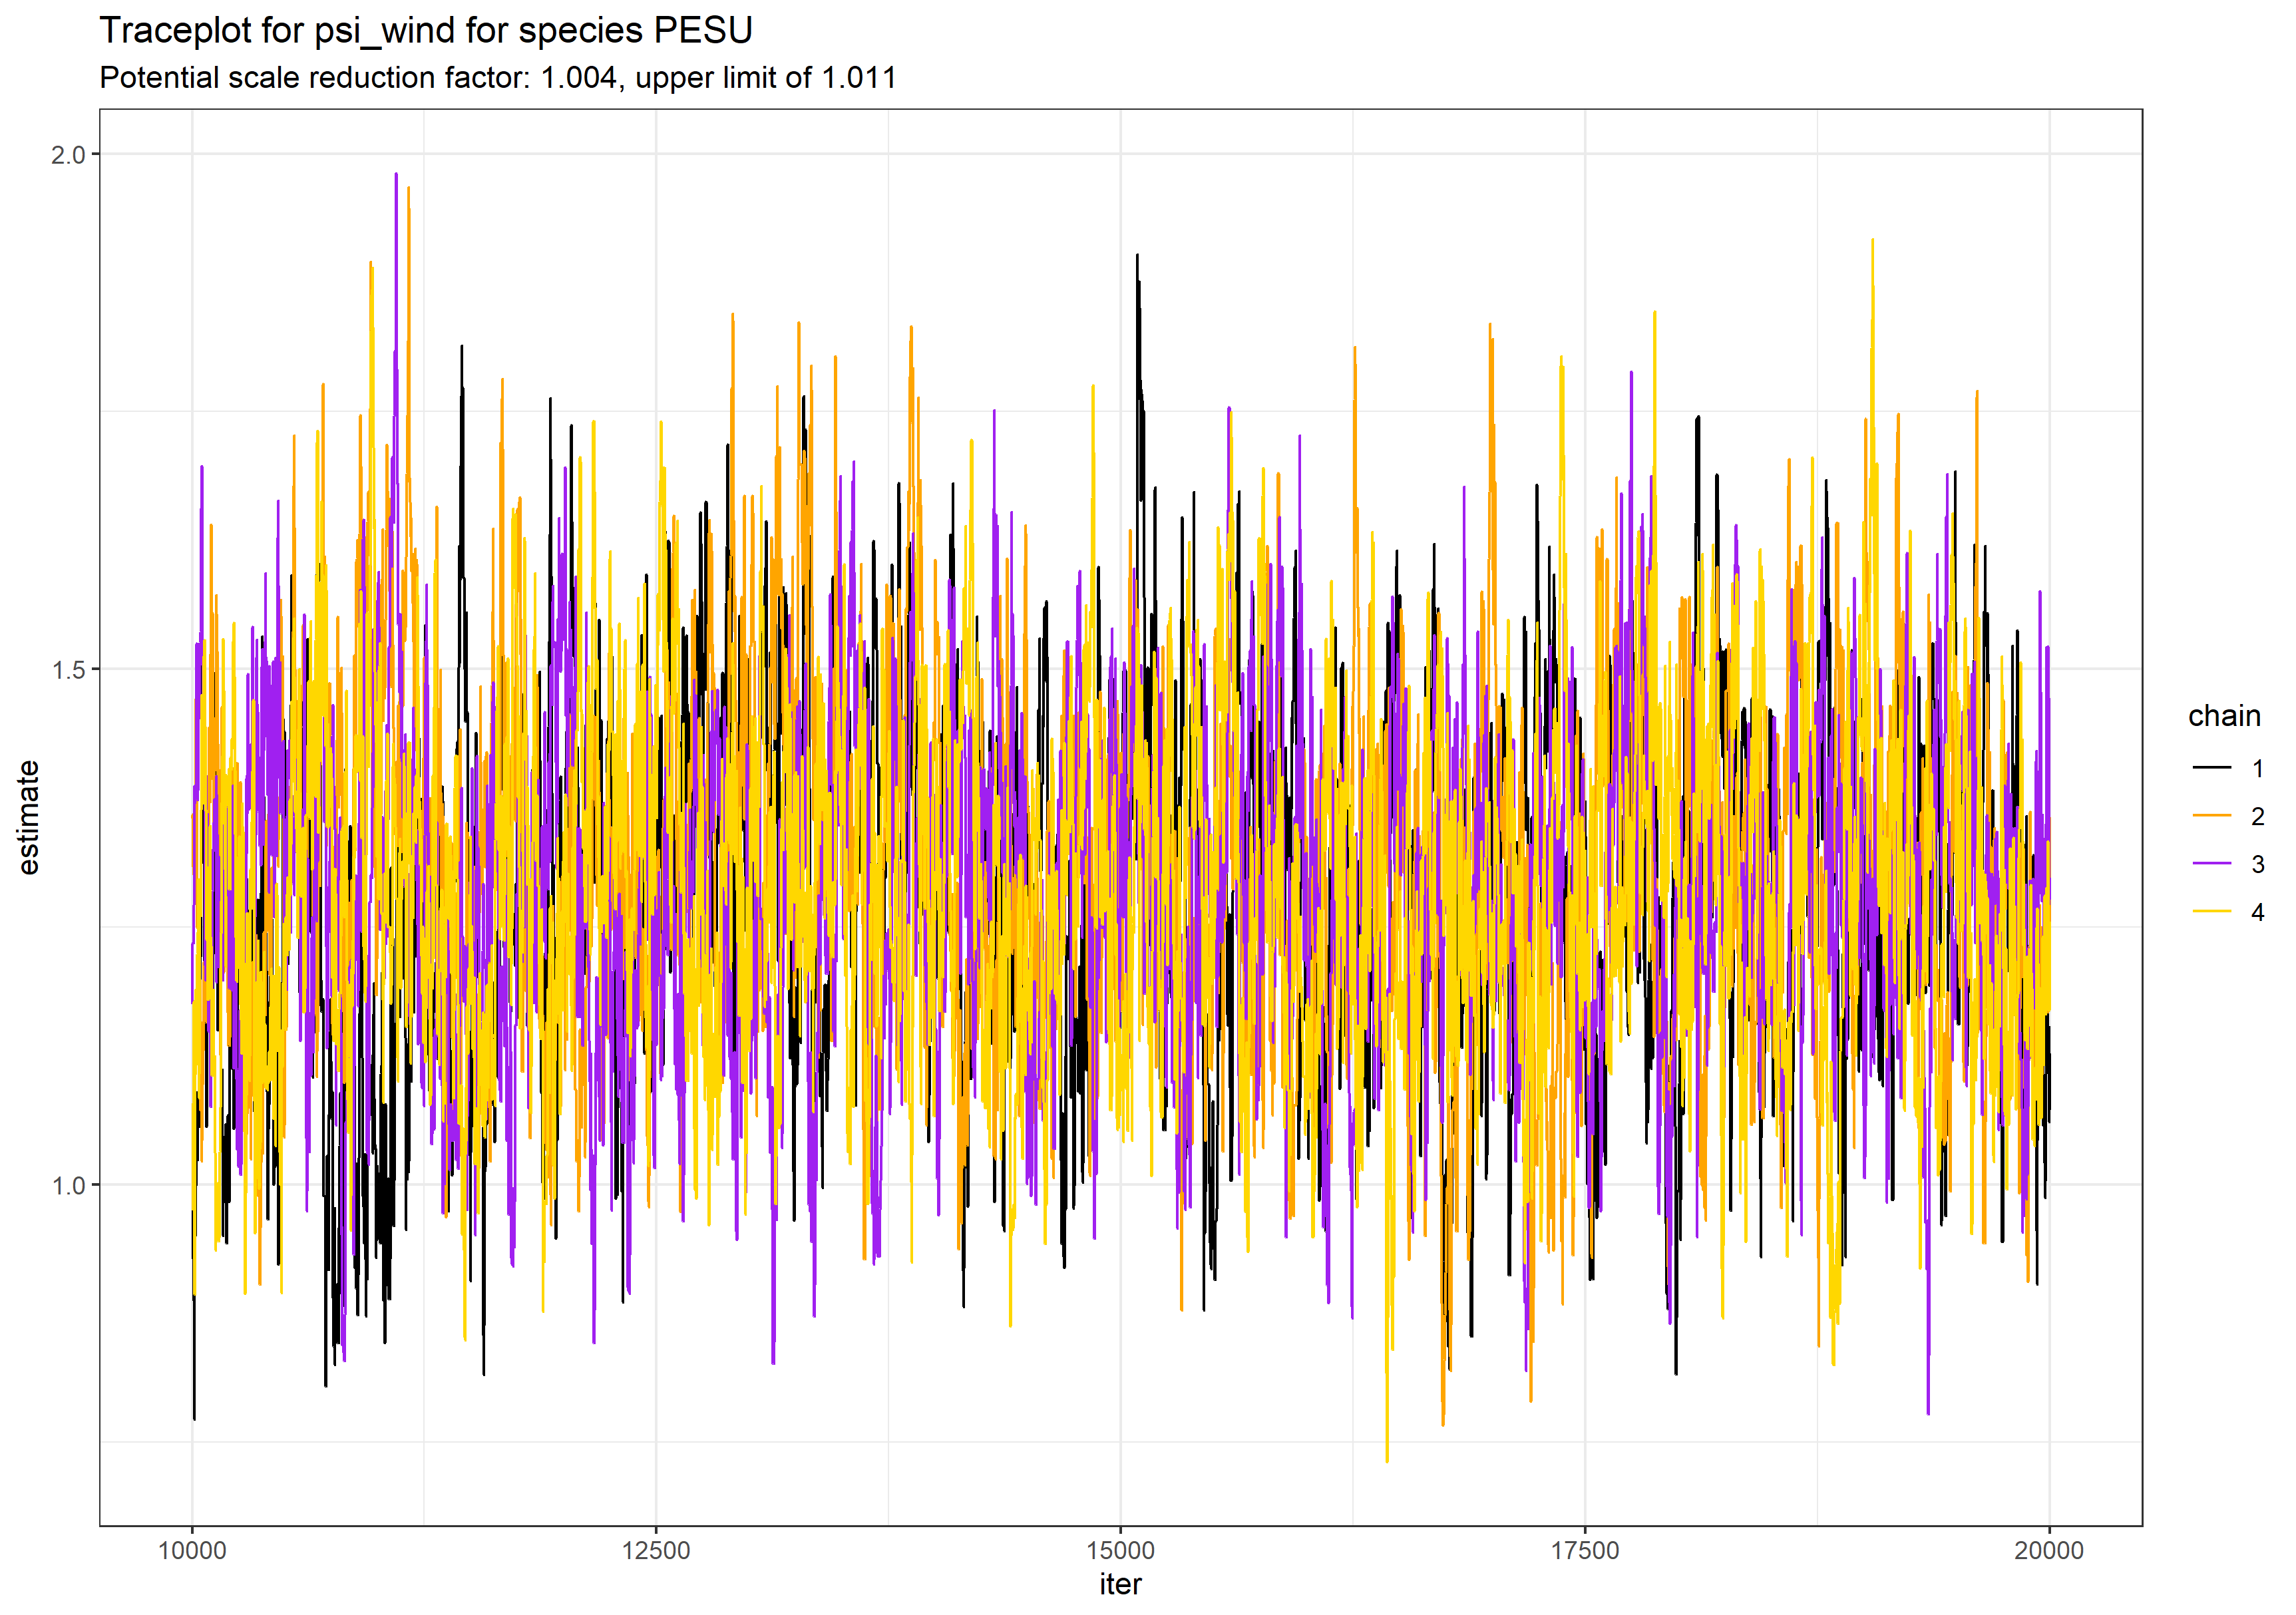 Traceplot for psi_wind for species PESU
Potential scale reduction factor: 1.004, upper limit of 1.011
2.0
1.5
1.0
estimate
10000
12500
15000
17500
20000
iter
chain
1
2
3
4